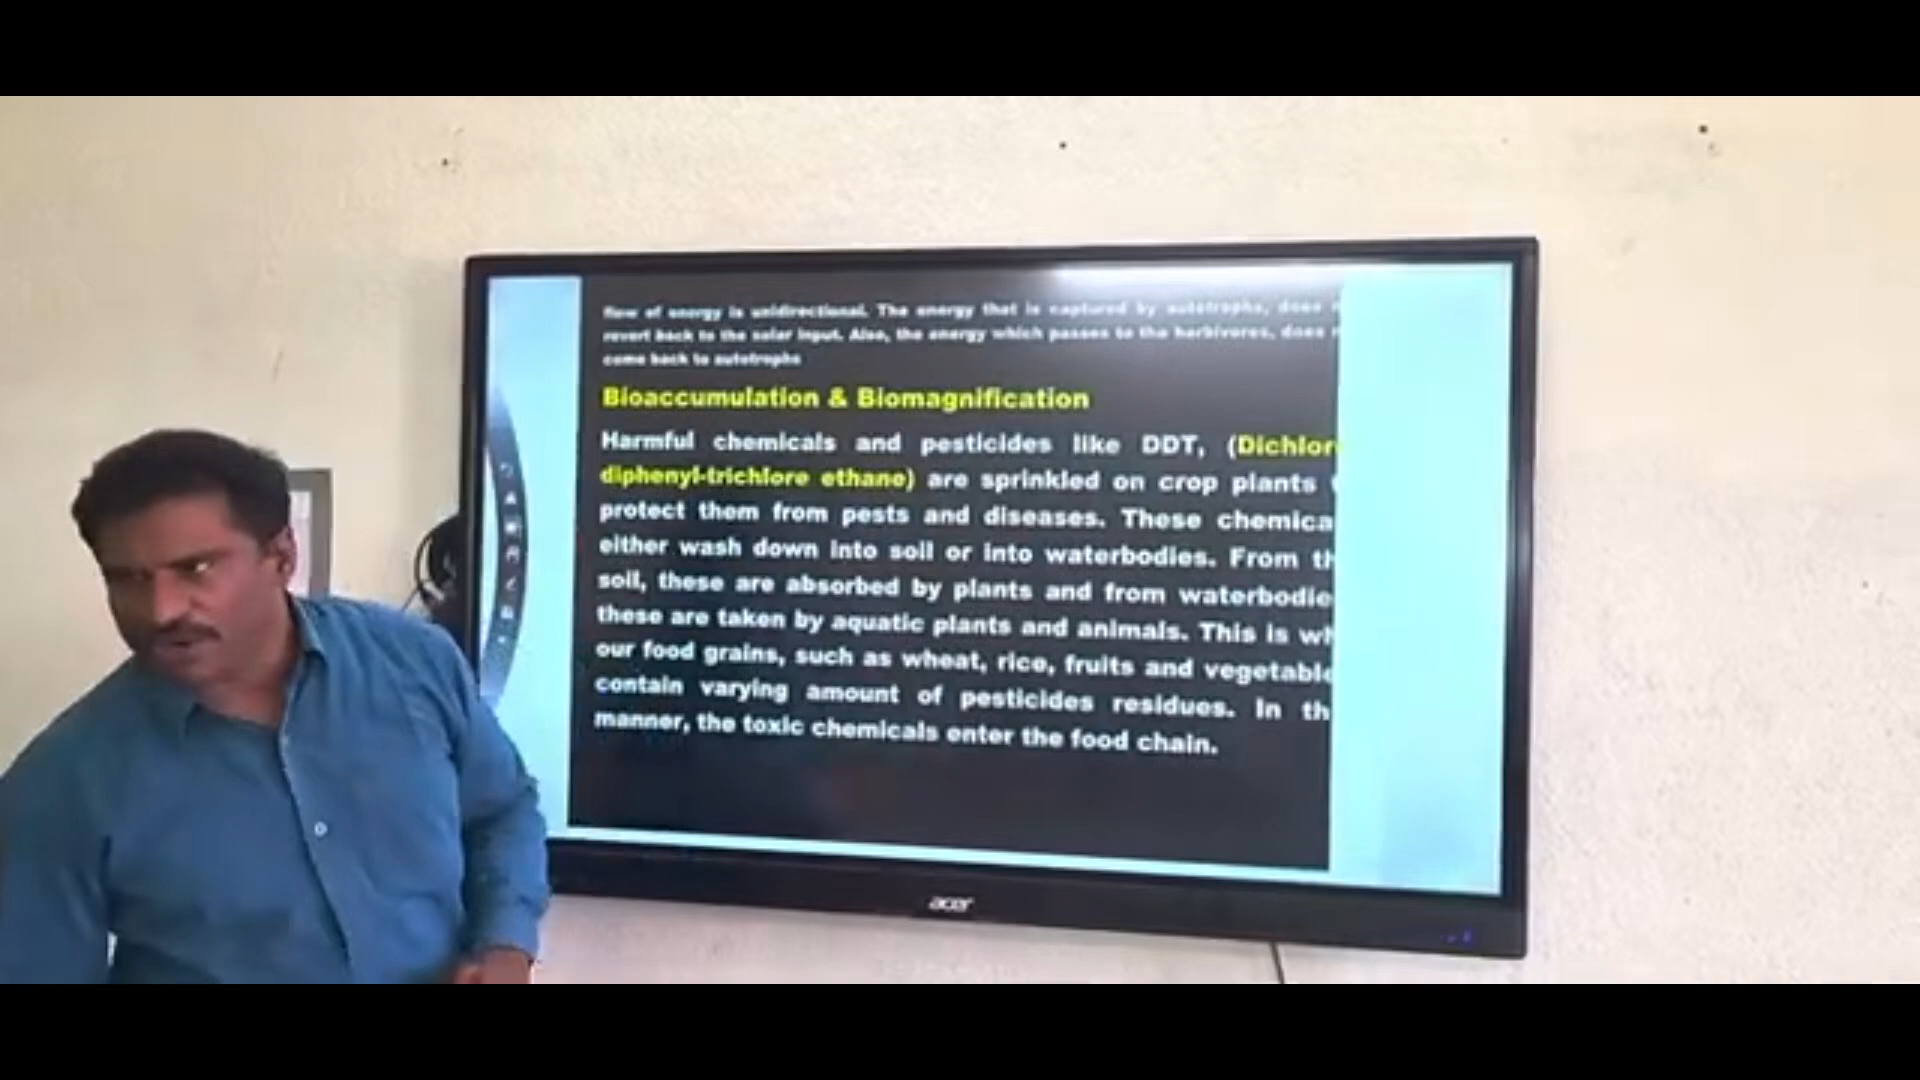 flow of energy is unidirectional. The energy that is captured by autotrophs, does
revert back to the solar input. Also, the energy which passes to the herbivores, does
come back to autotrophs
Bioaccumulation & Biomagnification
Harmful chemicals and pesticides like DDT, (Dichlor
diphenyl-trichlore ethane) are sprinkled on crop plants
protect them from pests and diseases. These chemica
either wash down into soil or into waterbodies. From th
soil, these are absorbed by plants and from waterbodie
these are taken by aquatic plants and animals. This is wh
our food grains, such as wheat, rice, fruits and vegetable
contain varying amount of pesticides residues. In th
manner, the toxic chemicals enter the food chain.
acer